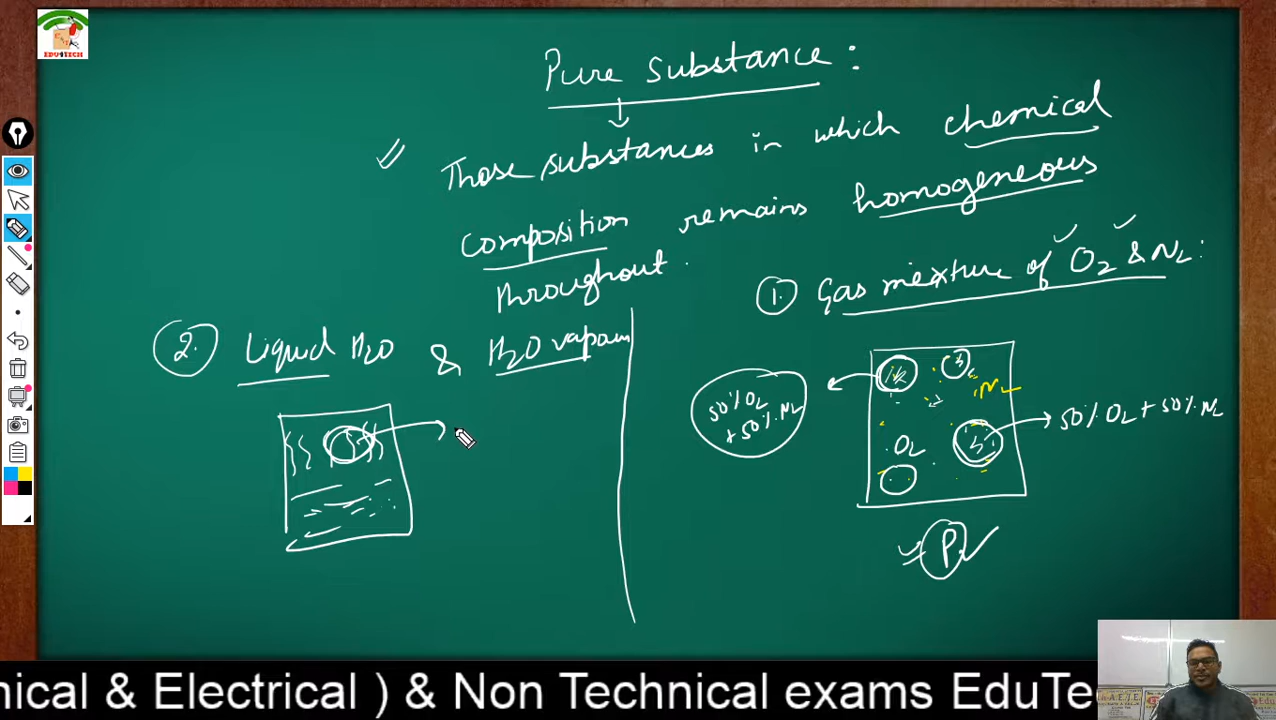 EDU4TECH
Pure substance:
Those substances in which chemical
composition remains homogeneous
throughout.
1. Gas mixture of O2 & N2:
50% O2
+ 50% N2
N2
O2
50% O2 + 50% N2
P.
2. Liquid H2O & H2O vapour
nical & Electrical ) & Non Technical exams EduTe